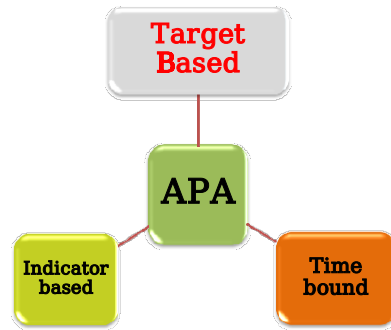 Target
Based
APA
Indicator
based
Time
bound